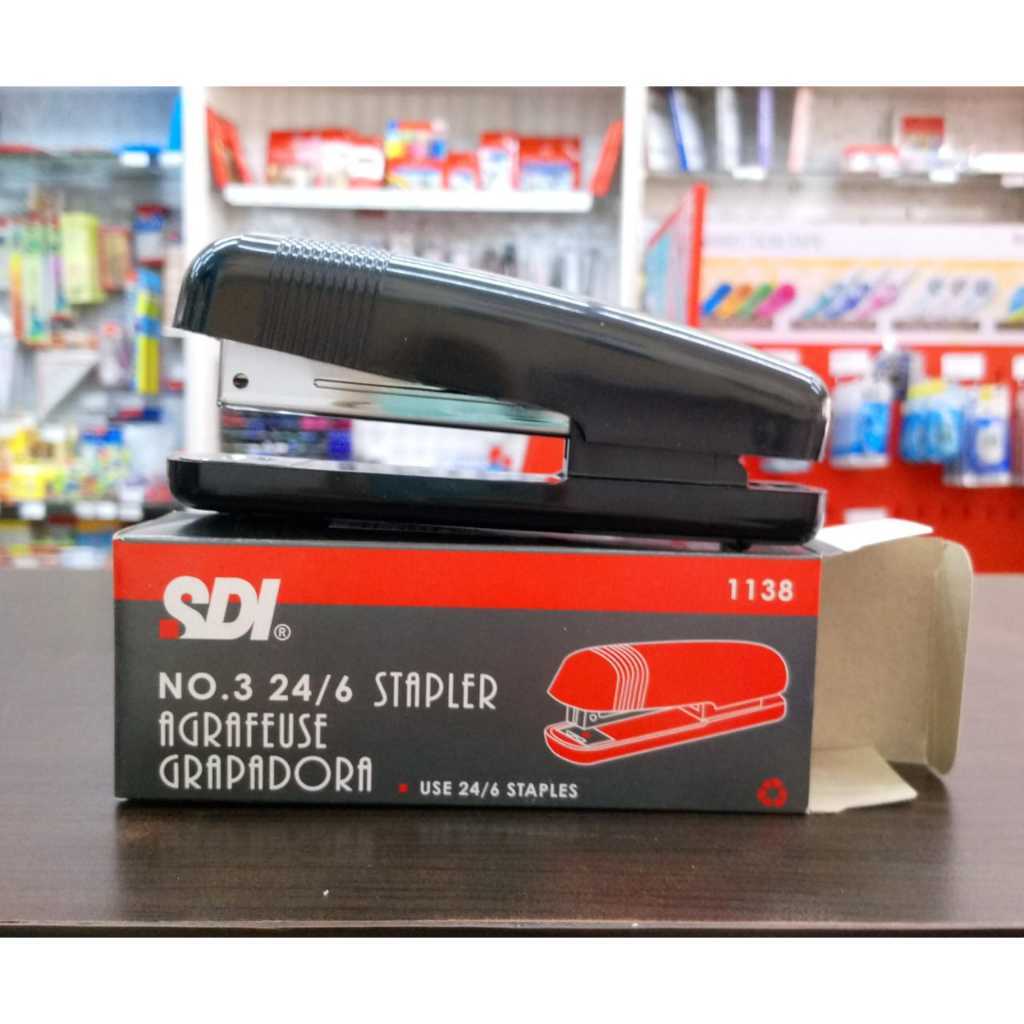 SDI®
1138
NO.3 24/6 STAPLER
AGRAFEUSE
GRAPADORA
USE 24/6 STAPLES